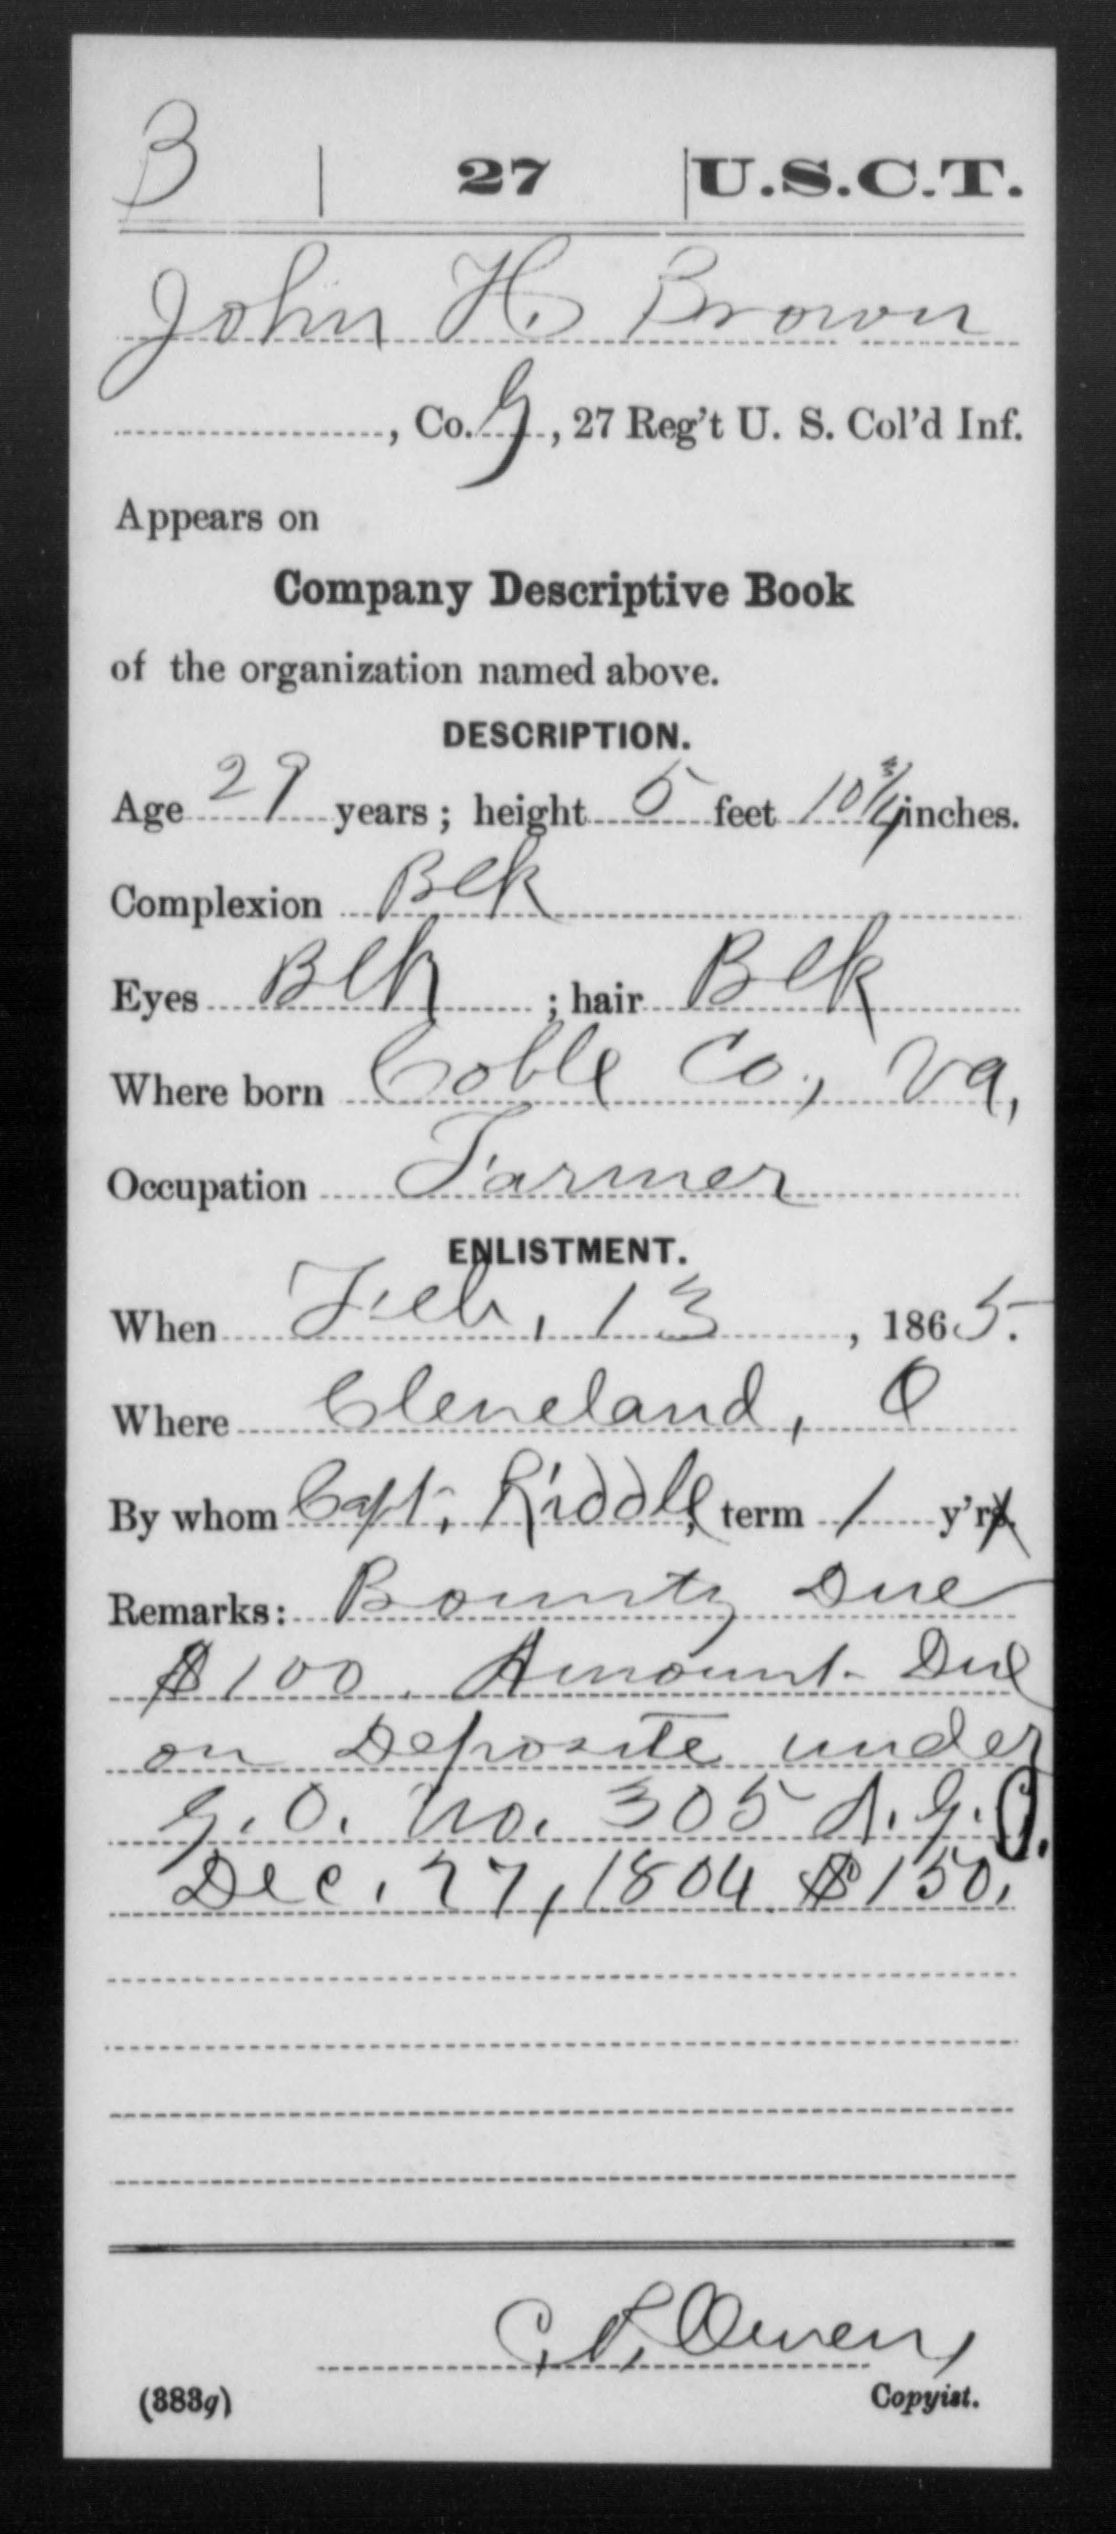 B | 27 | U.S.C.T.
John H. Brown
, Co. G, 27 Reg't U. S. Col'd Inf.
Appears on
Company Descriptive Book
of the organization named above.
DESCRIPTION.
Age 29 years; height 5 feet 10 3/4 inches.
Complexion Blk
Eyes Blk ; hair Blk
Where born Coble Co., Va,
Occupation Farmer
ENLISTMENT.
When Feb, 13, 1865.
Where Cleveland, O
By whom Capt. Riddle, term 1 y'rs.
Remarks: Bounty Due
$100. Amount Due
on Deposite under
G.O. No. 305 A.G.O.
Dec. 27, 1864 $150.
C. R. Owen,
(383g) Copyist.